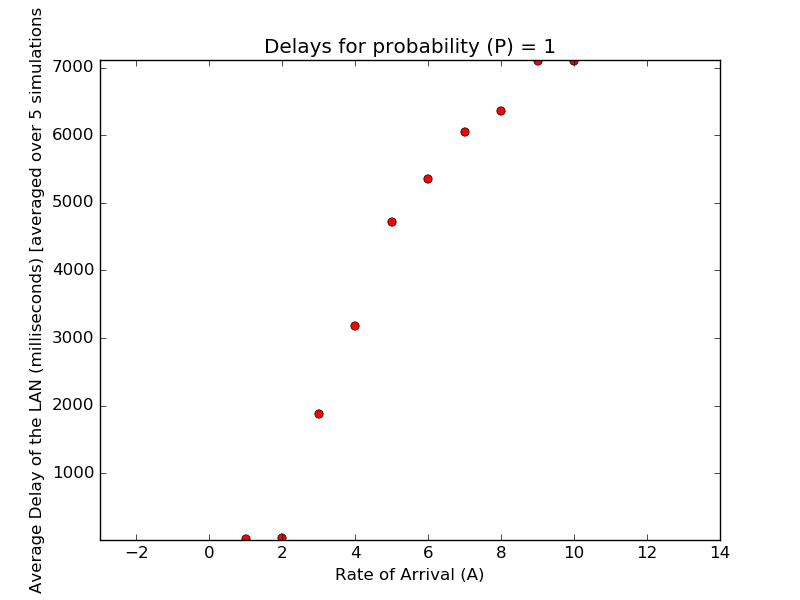 Delays for probability (P) = 1
Average Delay of the LAN (milliseconds) [averaged over 5 simulations
7000
6000
5000
4000
3000
2000
1000
−2 0 2 4 6 8 10 12 14
Rate of Arrival (A)